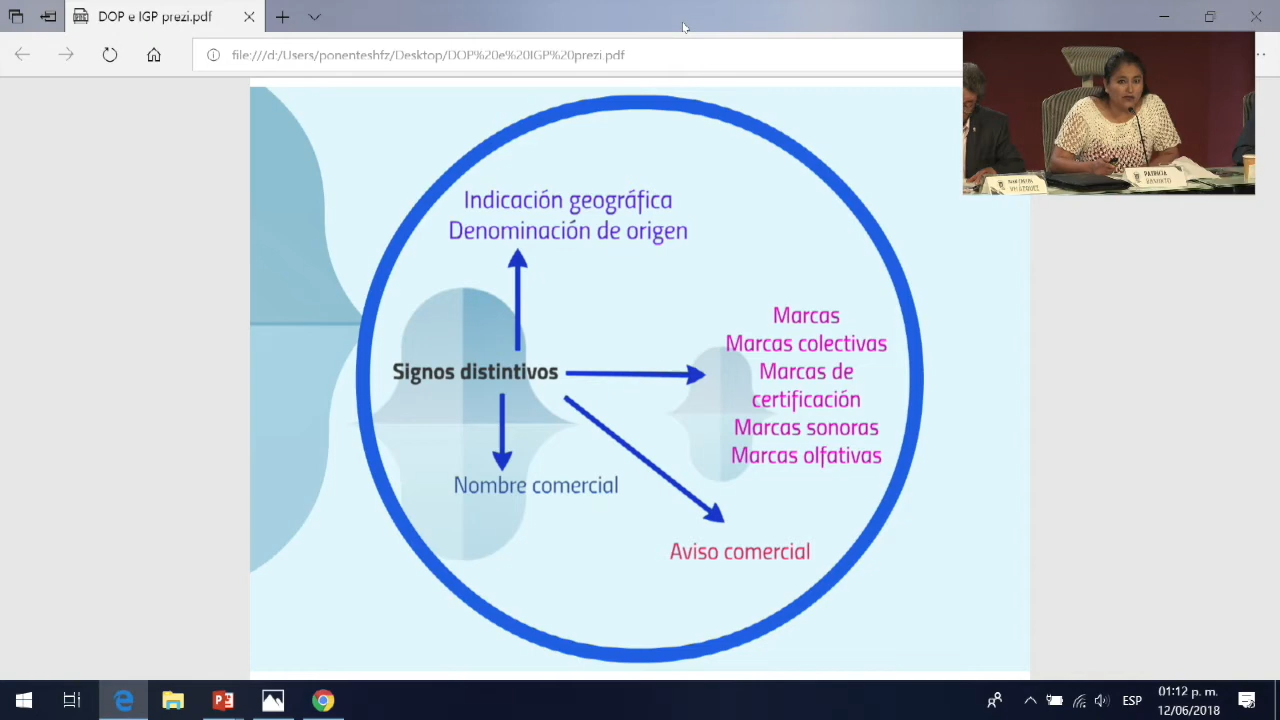 DOP e IGP prezi.pdf
file:///d:/Users/ponenteshfz/Desktop/DOP%20e%20IGP%20prezi.pdf
Indicación geográfica
Denominación de origen
Signos distintivos
Marcas
Marcas colectivas
Marcas de
certificación
Marcas sonoras
Marcas olfativas
Nombre comercial
Aviso comercial
PATRICIA
ESP
01:12 p. m.
12/06/2018